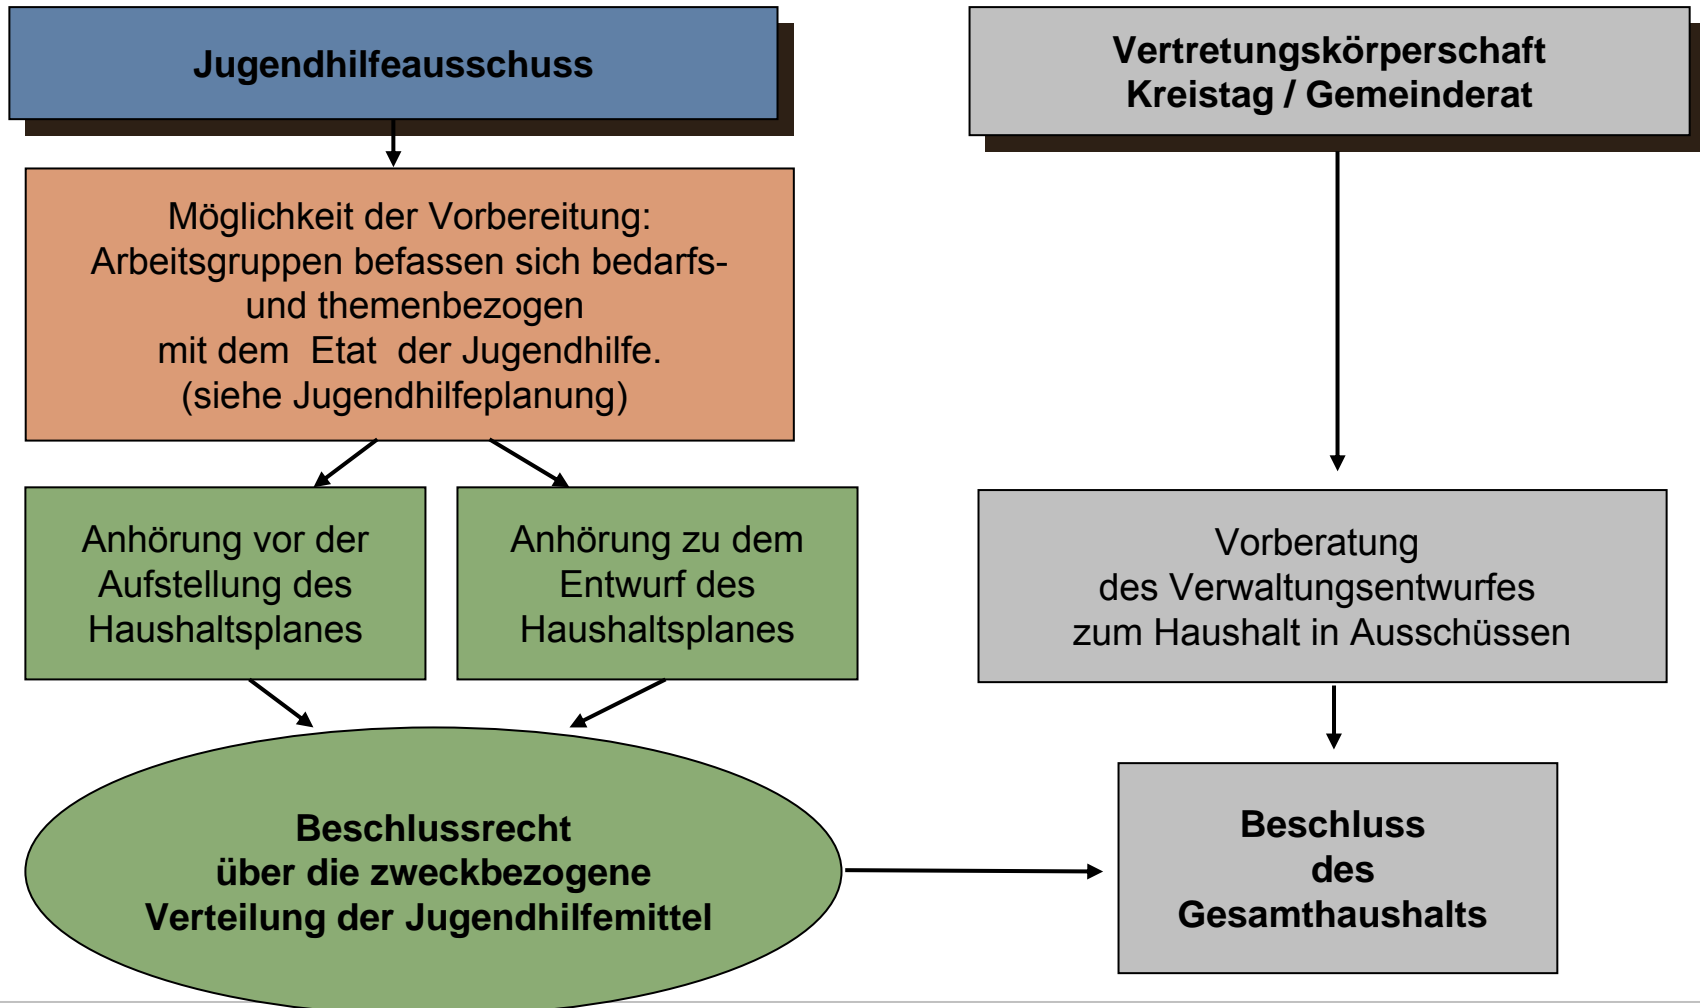 Jugendhilfeausschuss
Vertretungskörperschaft
Kreistag / Gemeinderat
Möglichkeit der Vorbereitung:
Arbeitsgruppen befassen sich bedarfs-
und themenbezogen
mit dem Etat der Jugendhilfe.
(siehe Jugendhilfeplanung)
Anhörung vor der
Aufstellung des
Haushaltsplanes
Anhörung zu dem
Entwurf des
Haushaltsplanes
Vorberatung
des Verwaltungsentwurfes
zum Haushalt in Ausschüssen
Beschlussrecht
über die zweckbezogene
Verteilung der Jugendhilfemittel
Beschluss
des
Gesamthaushalts